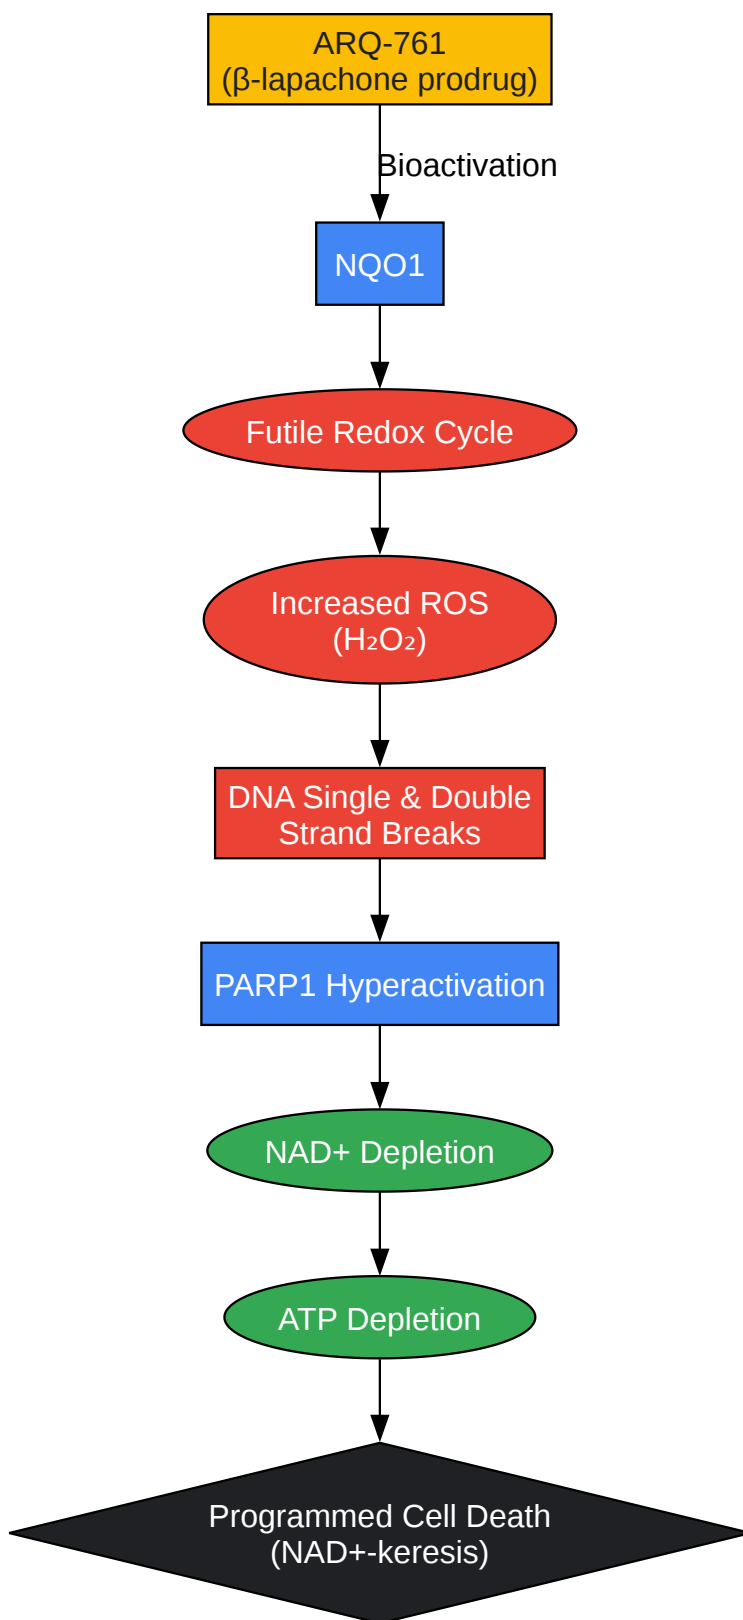 ARQ-761
(β-lapachone prodrug)
Bioactivation
NQO1
Futile Redox Cycle
Increased ROS
(H₂O₂)
DNA Single & Double
Strand Breaks
PARP1 Hyperactivation
NAD+ Depletion
ATP Depletion
Programmed Cell Death
(NAD+-keresis)